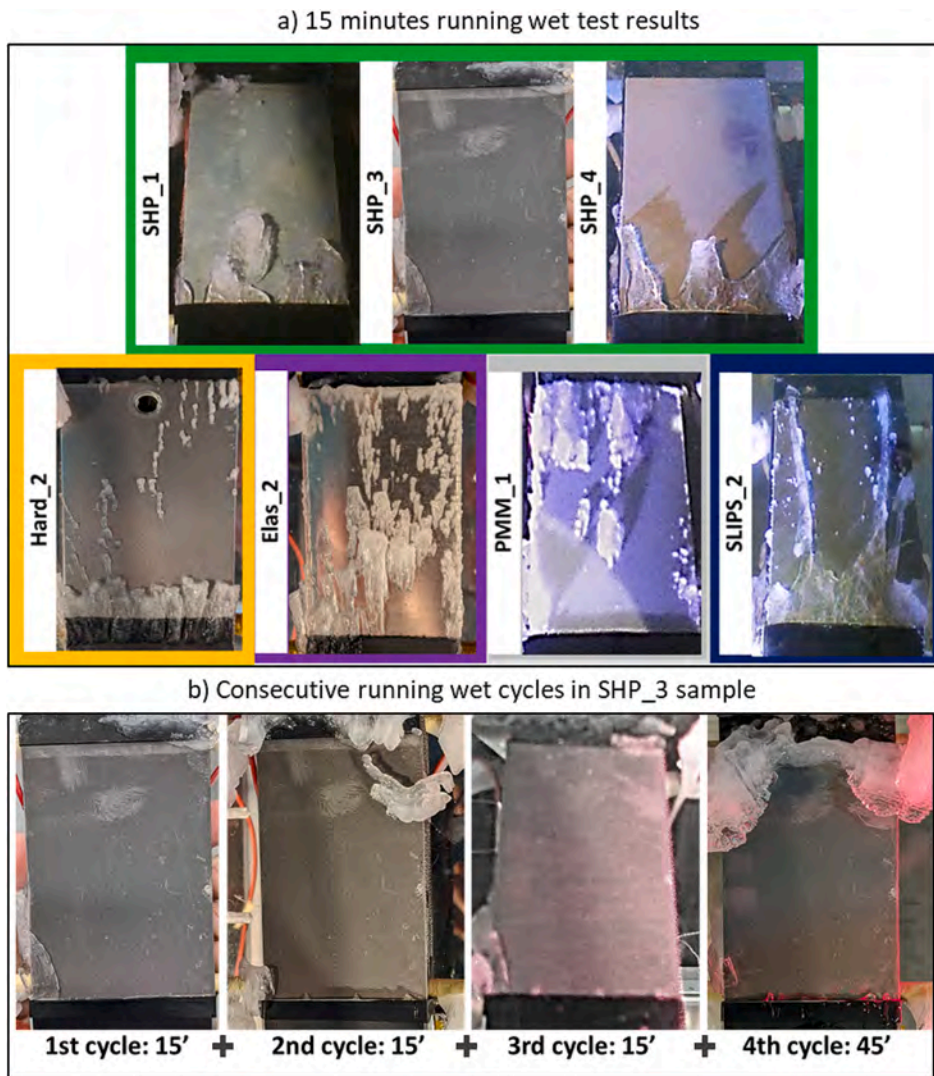 a) 15 minutes running wet test results
SHP_1
SHP_3
SHP_4
Hard_2
Elas_2
PMM_1
SLIPS_2
b) Consecutive running wet cycles in SHP_3 sample
1st cycle: 15’ + 2nd cycle: 15’ + 3rd cycle: 15’ + 4th cycle: 45’